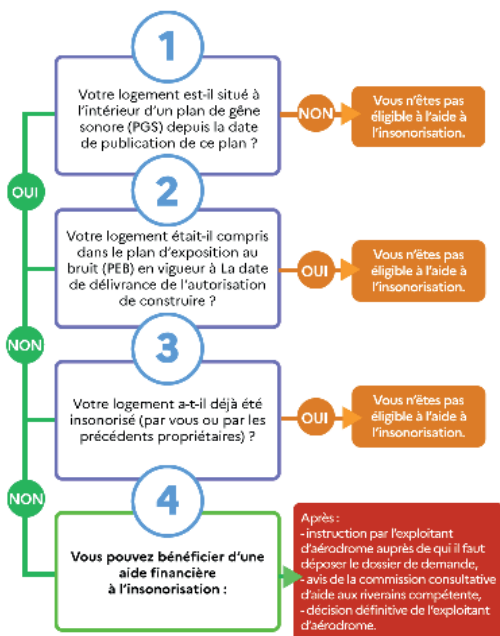 1
Votre logement est-il situé à
l'intérieur d'un plan de gêne
sonore (PGS) depuis la date
de publication de ce plan ?
NON
Vous n'êtes pas
éligible à l'aide à
l'insonorisation.
OUI
2
Votre logement était-il compris
dans le plan d'exposition au
bruit (PEB) en vigueur à La date
de délivrance de l'autorisation
de construire ?
OUI
Vous n'êtes pas
éligible à l'aide à
l'insonorisation.
NON
3
Votre logement a-t-il déjà été
insonorisé (par vous ou par les
précédents propriétaires) ?
OUI
Vous n'êtes pas
éligible à l'aide à
l'insonorisation.
NON
4
Vous pouvez bénéficier d'une
aide financière
à l'insonorisation :
Après :
- instruction par l'exploitant
d'aérodrome auprès de qui il faut
déposer le dossier de demande,
- avis de la commission consultative
d'aide aux riverains compétente,
- décision définitive de l'exploitant
d'aérodrome.